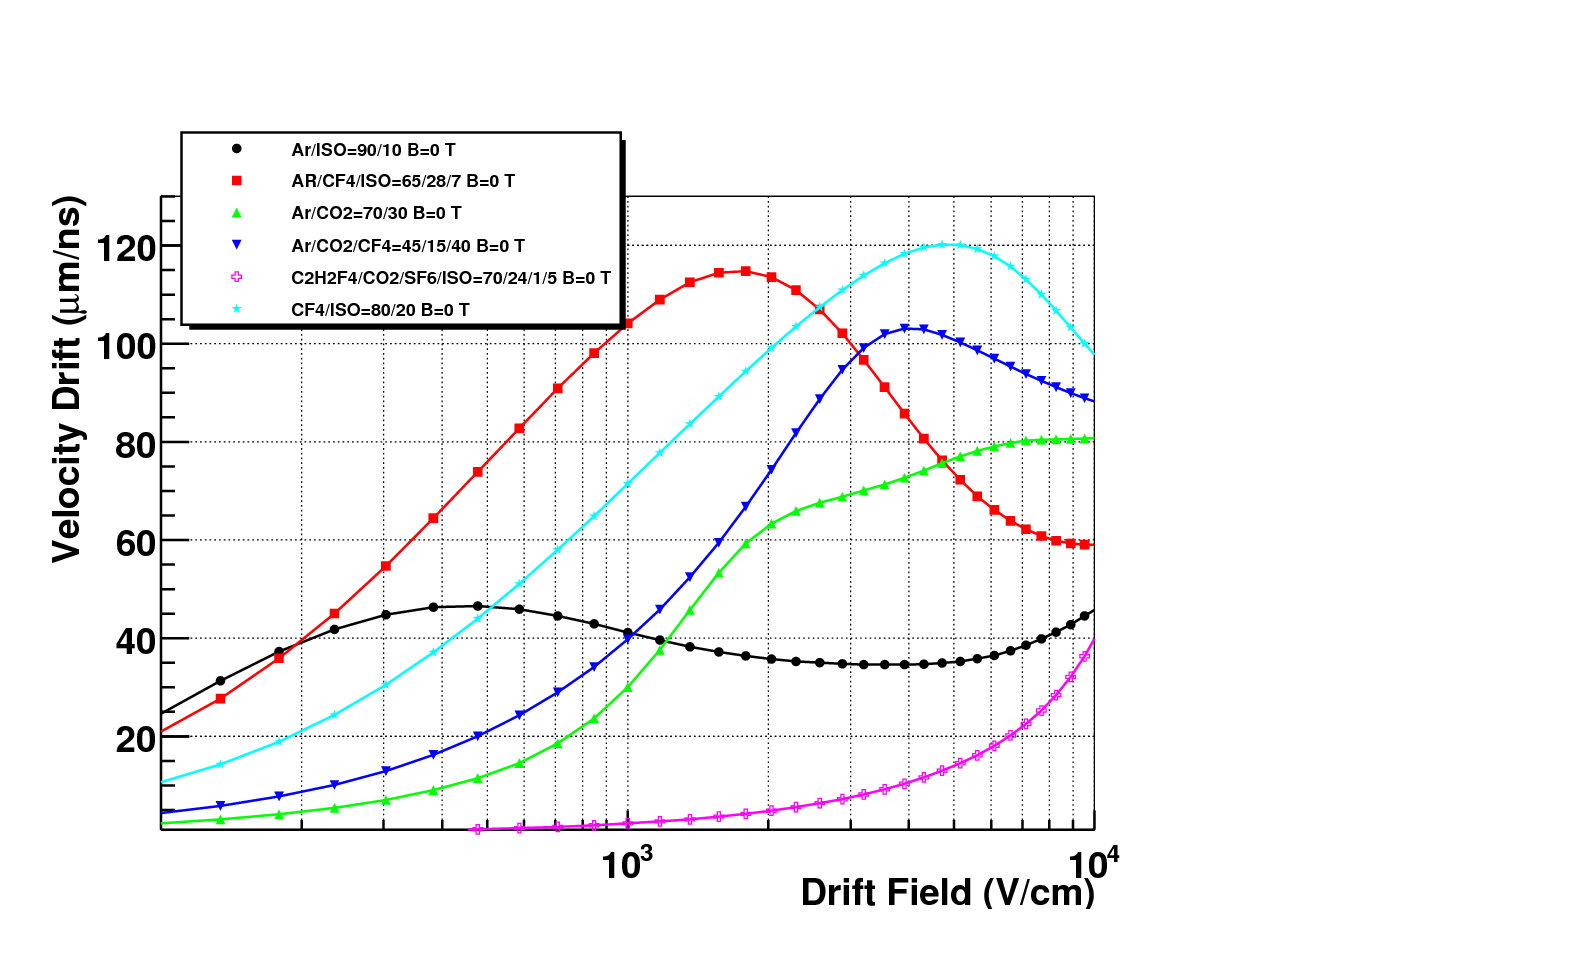 Ar/ISO=90/10 B=0 T
AR/CF4/ISO=65/28/7 B=0 T
Ar/CO2=70/30 B=0 T
Ar/CO2/CF4=45/15/40 B=0 T
C2H2F4/CO2/SF6/ISO=70/24/1/5 B=0 T
CF4/ISO=80/20 B=0 T
Velocity Drift (μm/ns)
120
100
80
60
40
20
10³
10⁴
Drift Field (V/cm)